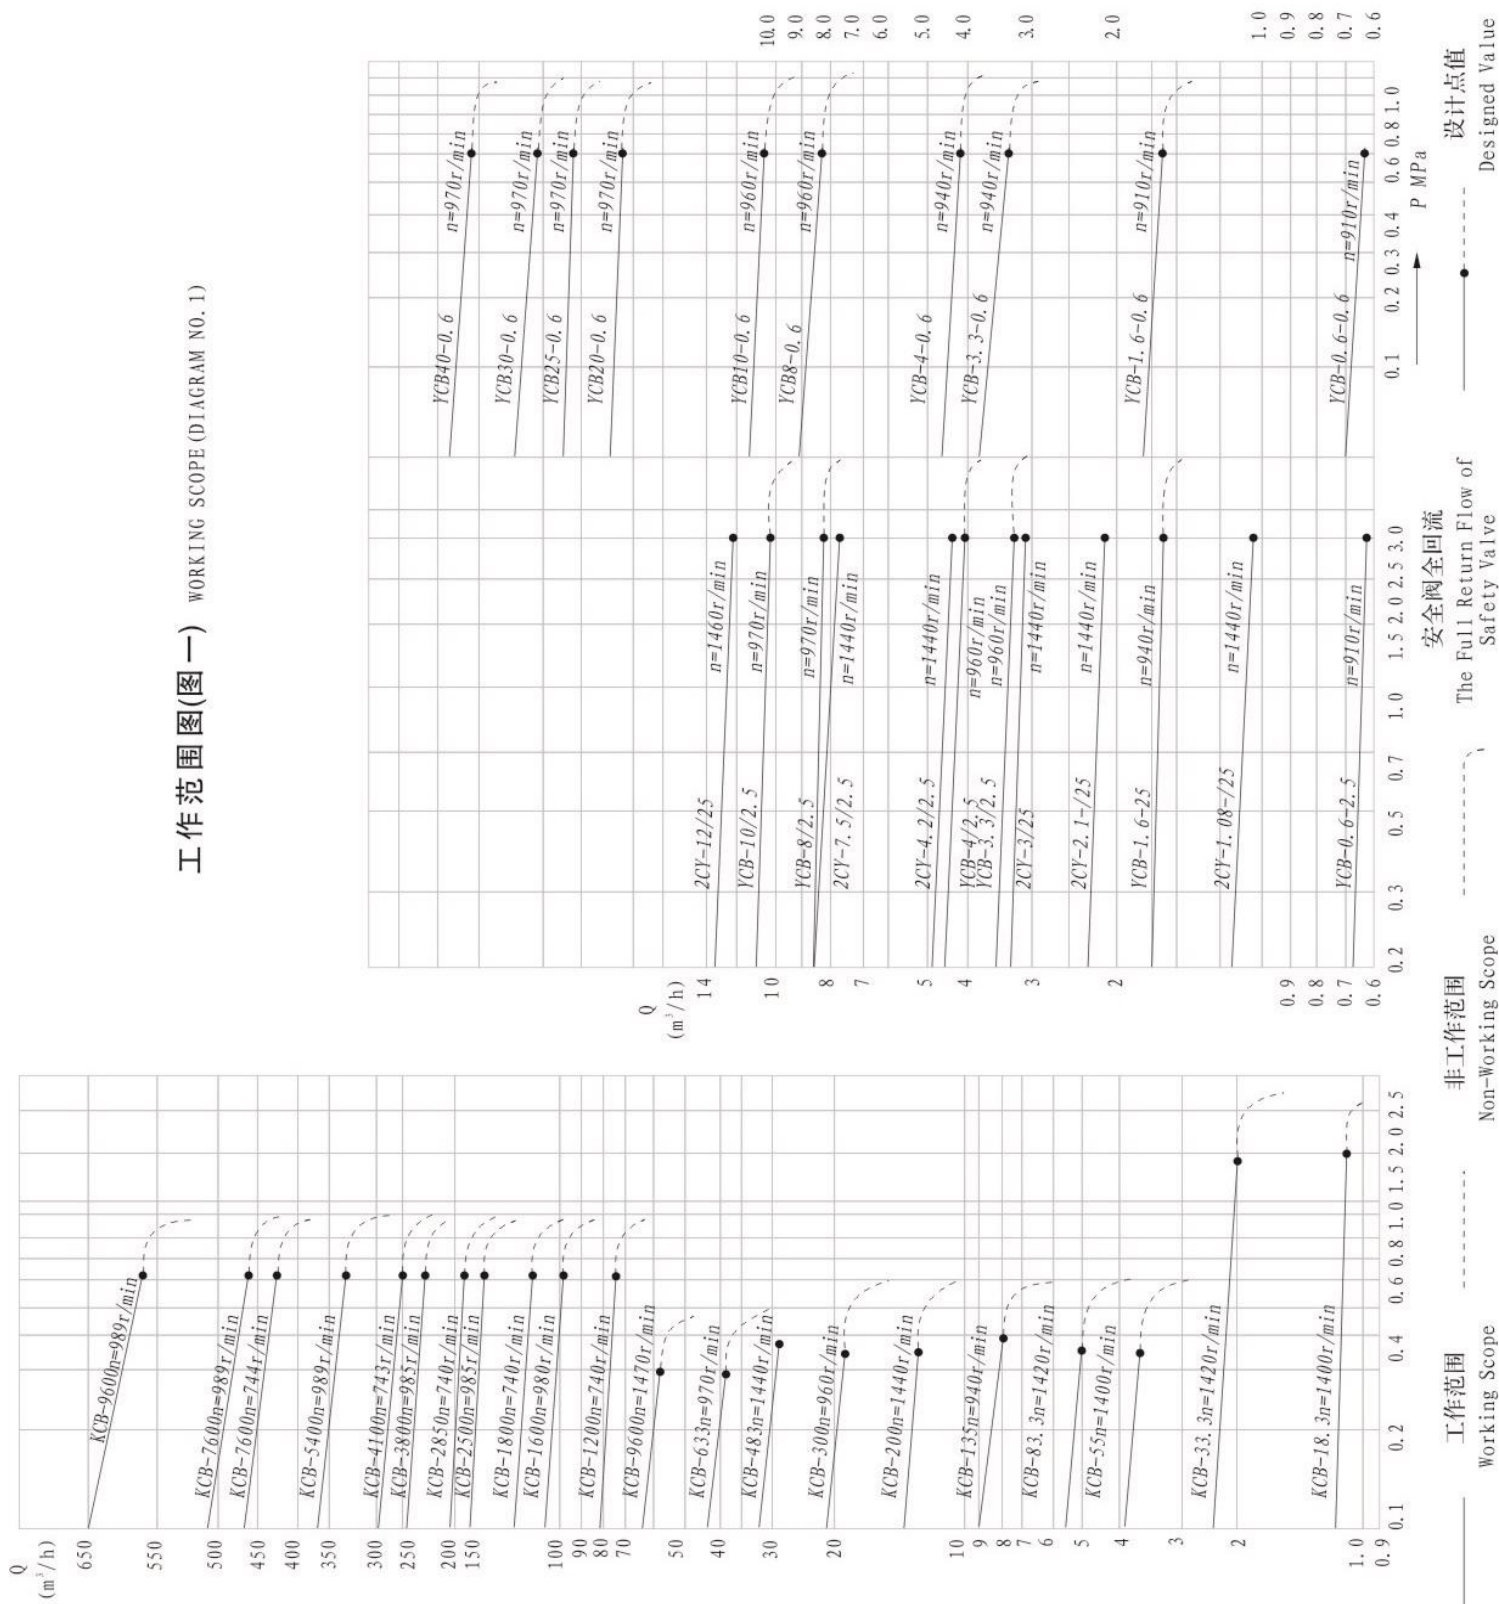 工作范围图(图一) WORKING SCOPE(DIAGRAM NO.1)
Q
(m³/h)
650
550
500
450
400
350
300
250
200
150
100
90
80
70
50
40
30
20
10
9
8
7
6
5
4
3
2
1.0
0.9
KCB-9600n=989r/min
KCB-7600n=989r/min
KCB-7600n=744r/min
KCB-5400n=989r/min
KCB-4100n=743r/min
KCB-3800n=985r/min
KCB-2850n=740r/min
KCB-2500n=985r/min
KCB-1800n=740r/min
KCB-1600n=980r/min
KCB-1200n=740r/min
KCB-9600n=1470r/min
KCB-633n=970r/min
KCB-483n=1440r/min
KCB-300n=960r/min
KCB-200n=1440r/min
KCB-135n=940r/min
KCB-83.3n=1420r/min
KCB-55n=1400r/min
KCB-33.3n=1420r/min
KCB-18.3n=1400r/min
0.1 0.2 0.4 0.6 0.8 1.0 1.5 2.0 2.5
Q
(m³/h)
14
10
8
7
5
4
3
2
0.9
0.8
0.7
0.6
2CY-12/25 n=1460r/min
YCB-10/2.5 n=970r/min
YCB-8/2.5 n=970r/min
2CY-7.5/2.5 n=1440r/min
2CY-4.2/2.5 n=1440r/min
YCB-4/2.5 n=960r/min
YCB-3.3/2.5 n=960r/min
2CY-3/25 n=1440r/min
2CY-2.1-/25 n=1440r/min
YCB-1.6-25 n=940r/min
2CY-1.08-/25 n=1440r/min
YCB-0.6-2.5 n=910r/min
0.2 0.3 0.5 0.7 1.0 1.5 2.0 2.5 3.0
YCB40-0.6 n=970r/min
YCB30-0.6 n=970r/min
YCB25-0.6 n=970r/min
YCB20-0.6 n=970r/min
YCB10-0.6 n=960r/min
YCB8-0.6 n=960r/min
YCB-4-0.6 n=940r/min
YCB-3.3-0.6 n=940r/min
YCB-1.6-0.6 n=910r/min
YCB-0.6-0.6 n=910r/min
0.1 0.2 0.3 0.4 0.6 0.8 1.0
P MPa
10.0
9.0
8.0
7.0
6.0
5.0
4.0
3.0
2.0
1.0
0.9
0.8
0.7
0.6
工作范围
Working Scope
非工作范围
Non-Working Scope
安全阀全回流
The Full Return Flow of
Safety Valve
设计点值
Designed Value